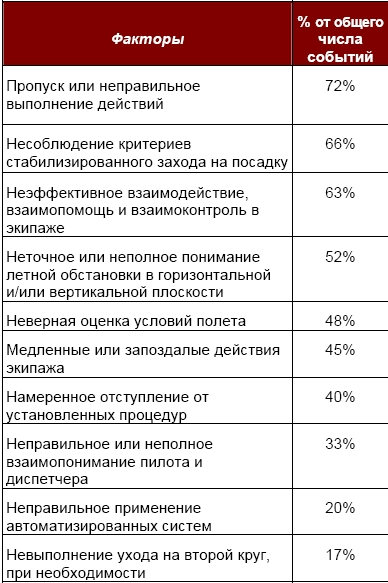 Факторы
% от общего
числа
событий
Пропуск или неправильное
выполнение действий
72%
Несоблюдение критериев
стабилизированного захода на посадку
66%
Неэффективное взаимодействие,
взаимопомощь и взаимоконтроль в
экипаже
63%
Неточное или неполное понимание
летной обстановки в горизонтальной
и/или вертикальной плоскости
52%
Неверная оценка условий полета
48%
Медленные или запоздалые действия
экипажа
45%
Намеренное отступление от
установленных процедур
40%
Неправильное или неполное
взаимопонимание пилота и
диспетчера
33%
Неправильное применение
автоматизированных систем
20%
Невыполнение ухода на второй круг,
при необходимости
17%